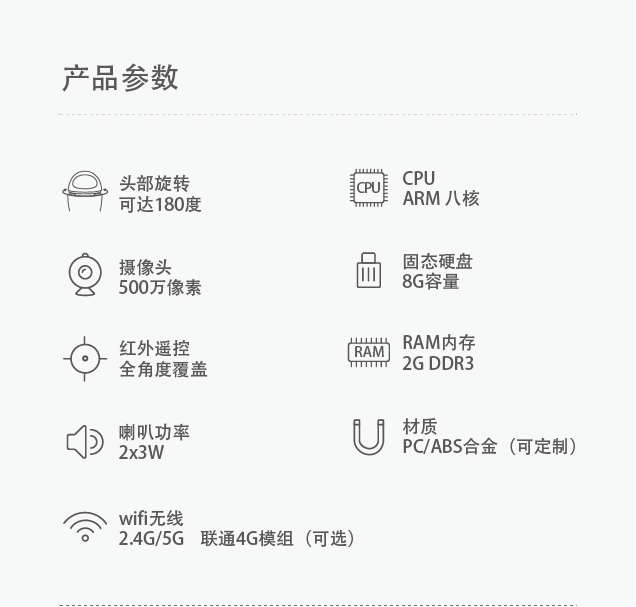 产品参数
头部旋转
可达180度
CPU
CPU
ARM 八核
摄像头
500万像素
固态硬盘
8G容量
红外遥控
全角度覆盖
RAM
RAM内存
2G DDR3
喇叭功率
2x3W
材质
PC/ABS合金（可定制）
wifi无线
2.4G/5G 联通4G模组（可选）